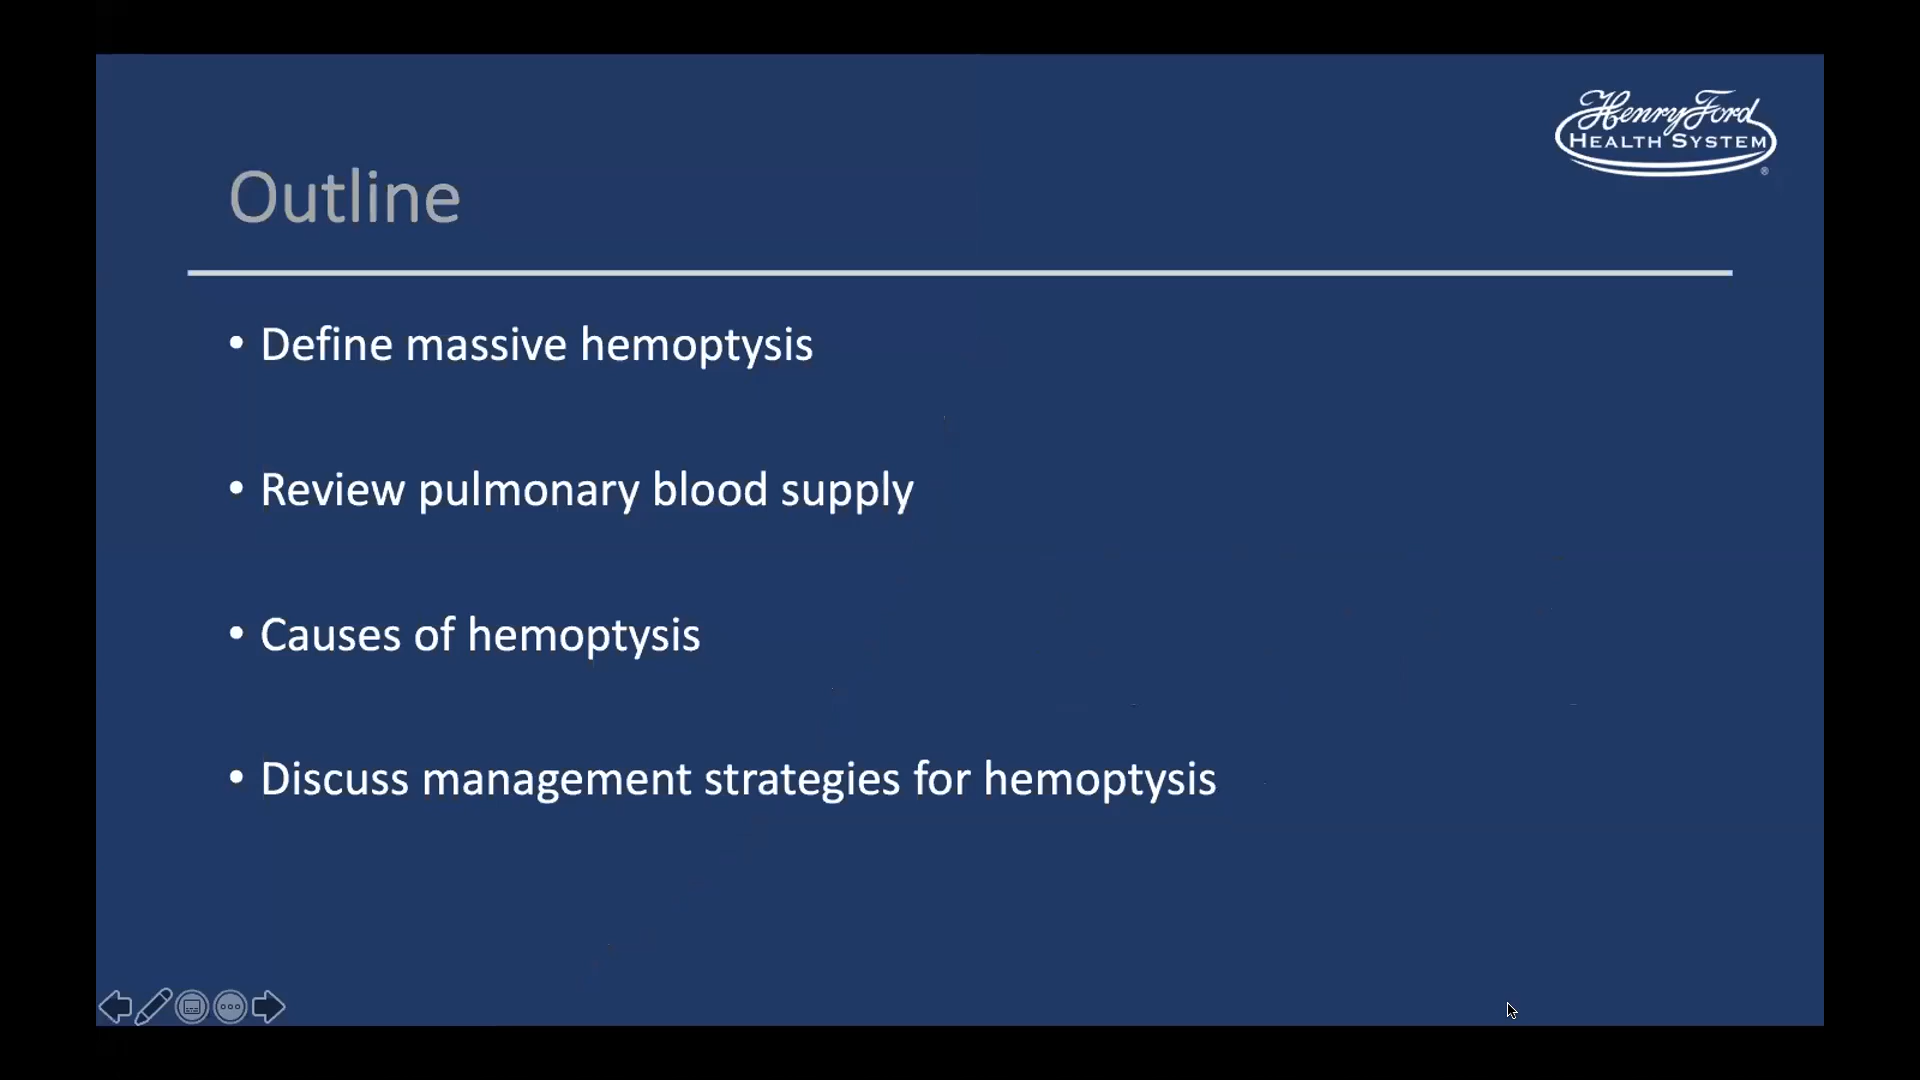 Henry Ford
HEALTH SYSTEM
®
Outline
• Define massive hemoptysis
• Review pulmonary blood supply
• Causes of hemoptysis
• Discuss management strategies for hemoptysis